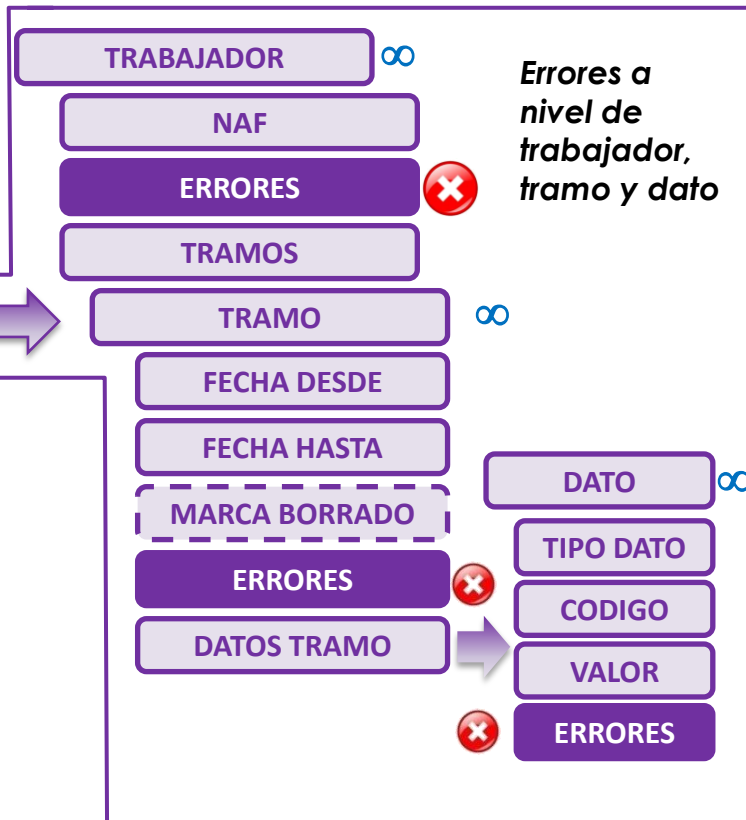 TRABAJADOR ∞
Errores a
nivel de
trabajador,
tramo y dato
NAF
ERRORES
TRAMOS
TRAMO ∞
FECHA DESDE
FECHA HASTA
MARCA BORRADO
ERRORES
DATOS TRAMO
DATO ∞
TIPO DATO
CODIGO
VALOR
ERRORES